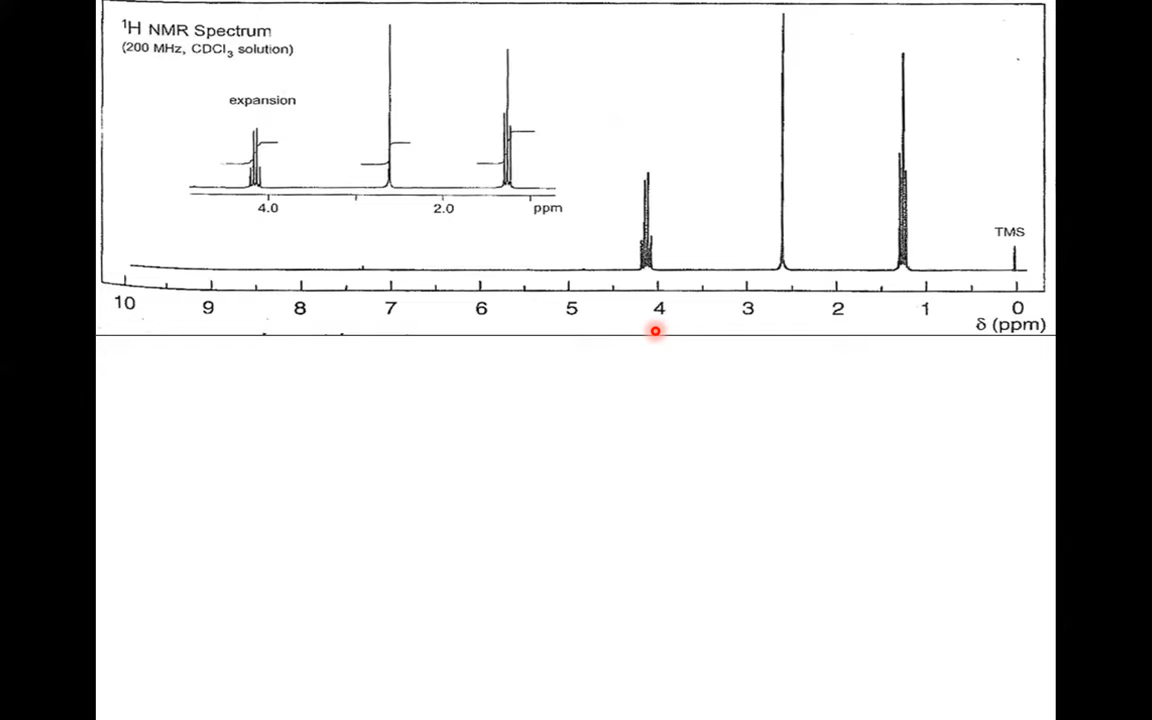 ¹H NMR Spectrum
(200 MHz, CDCl₃ solution)
expansion
4.0 2.0 ppm
TMS
10 9 8 7 6 5 4 3 2 1 0
δ (ppm)